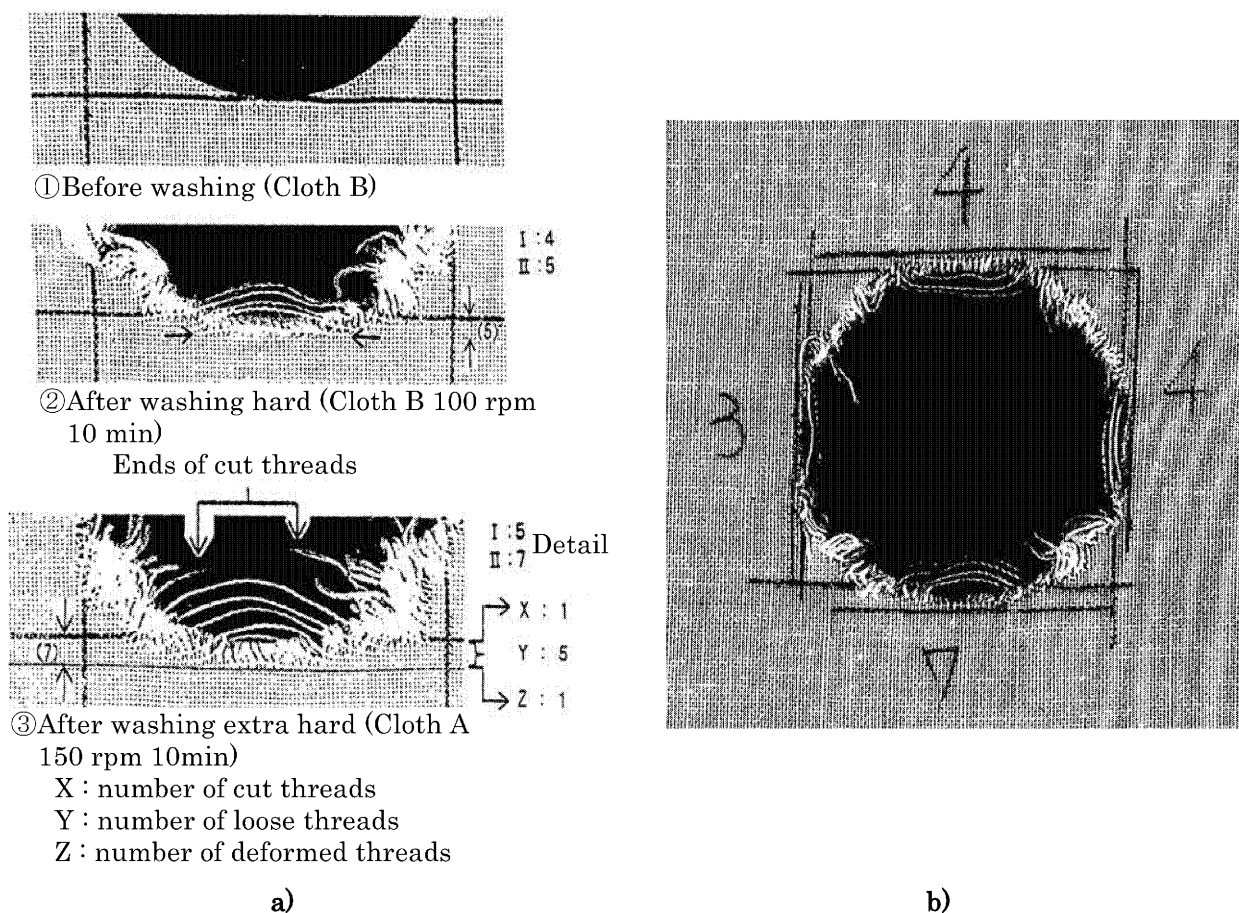 ①Before washing (Cloth B)
I : 4
II : 5
(5)
②After washing hard (Cloth B 100 rpm
10 min)
Ends of cut threads
I : 5
II : 7
Detail
X : 1
(7)
Y : 5
Z : 1
③After washing extra hard (Cloth A
150 rpm 10min)
X : number of cut threads
Y : number of loose threads
Z : number of deformed threads
a)
4
3
4
7
b)